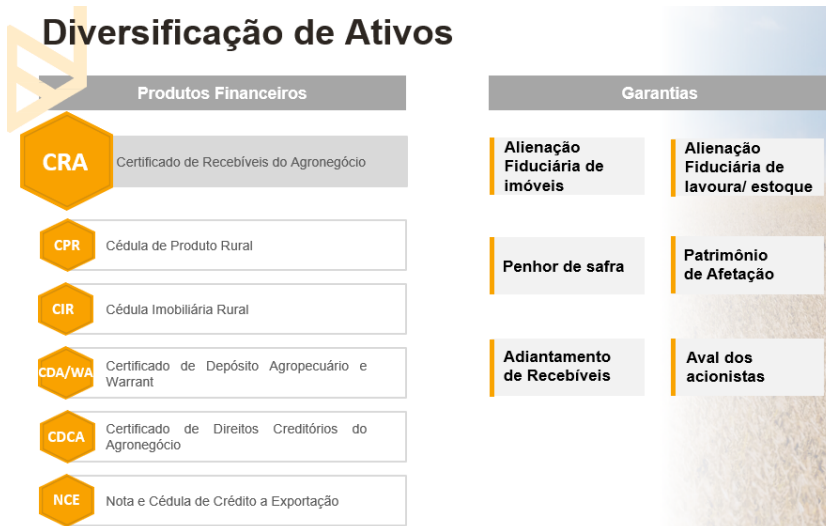 Diversificação de Ativos
Produtos Financeiros
CRA
Certificado de Recebíveis do Agronegócio
CPR
Cédula de Produto Rural
CIR
Cédula Imobiliária Rural
CDA/WA
Certificado de Depósito Agropecuário e
Warrant
CDCA
Certificado de Direitos Creditórios do
Agronegócio
NCE
Nota e Cédula de Crédito a Exportação
Garantias
Alienação
Fiduciária de
imóveis
Alienação
Fiduciária de
lavoura/ estoque
Penhor de safra
Patrimônio
de Afetação
Adiantamento
de Recebíveis
Aval dos
acionistas